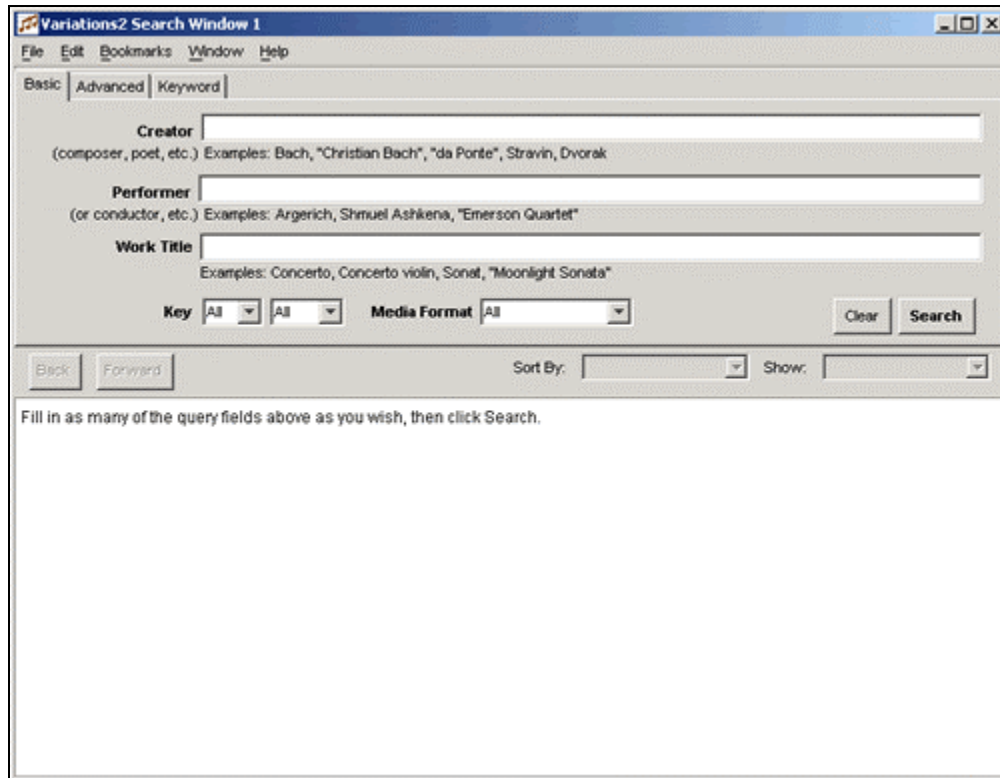 Variations2 Search Window 1
File Edit Bookmarks Window Help
Basic Advanced Keyword
Creator
(composer, poet, etc.) Examples: Bach, "Christian Bach", "da Ponte", Stravin, Dvorak
Performer
(or conductor, etc.) Examples: Argerich, Shmuel Ashkena, "Emerson Quartet"
Work Title
Examples: Concerto, Concerto violin, Sonat, "Moonlight Sonata"
Key All All Media Format All Clear Search
Back Forward Sort By: Show:
Fill in as many of the query fields above as you wish, then click Search.